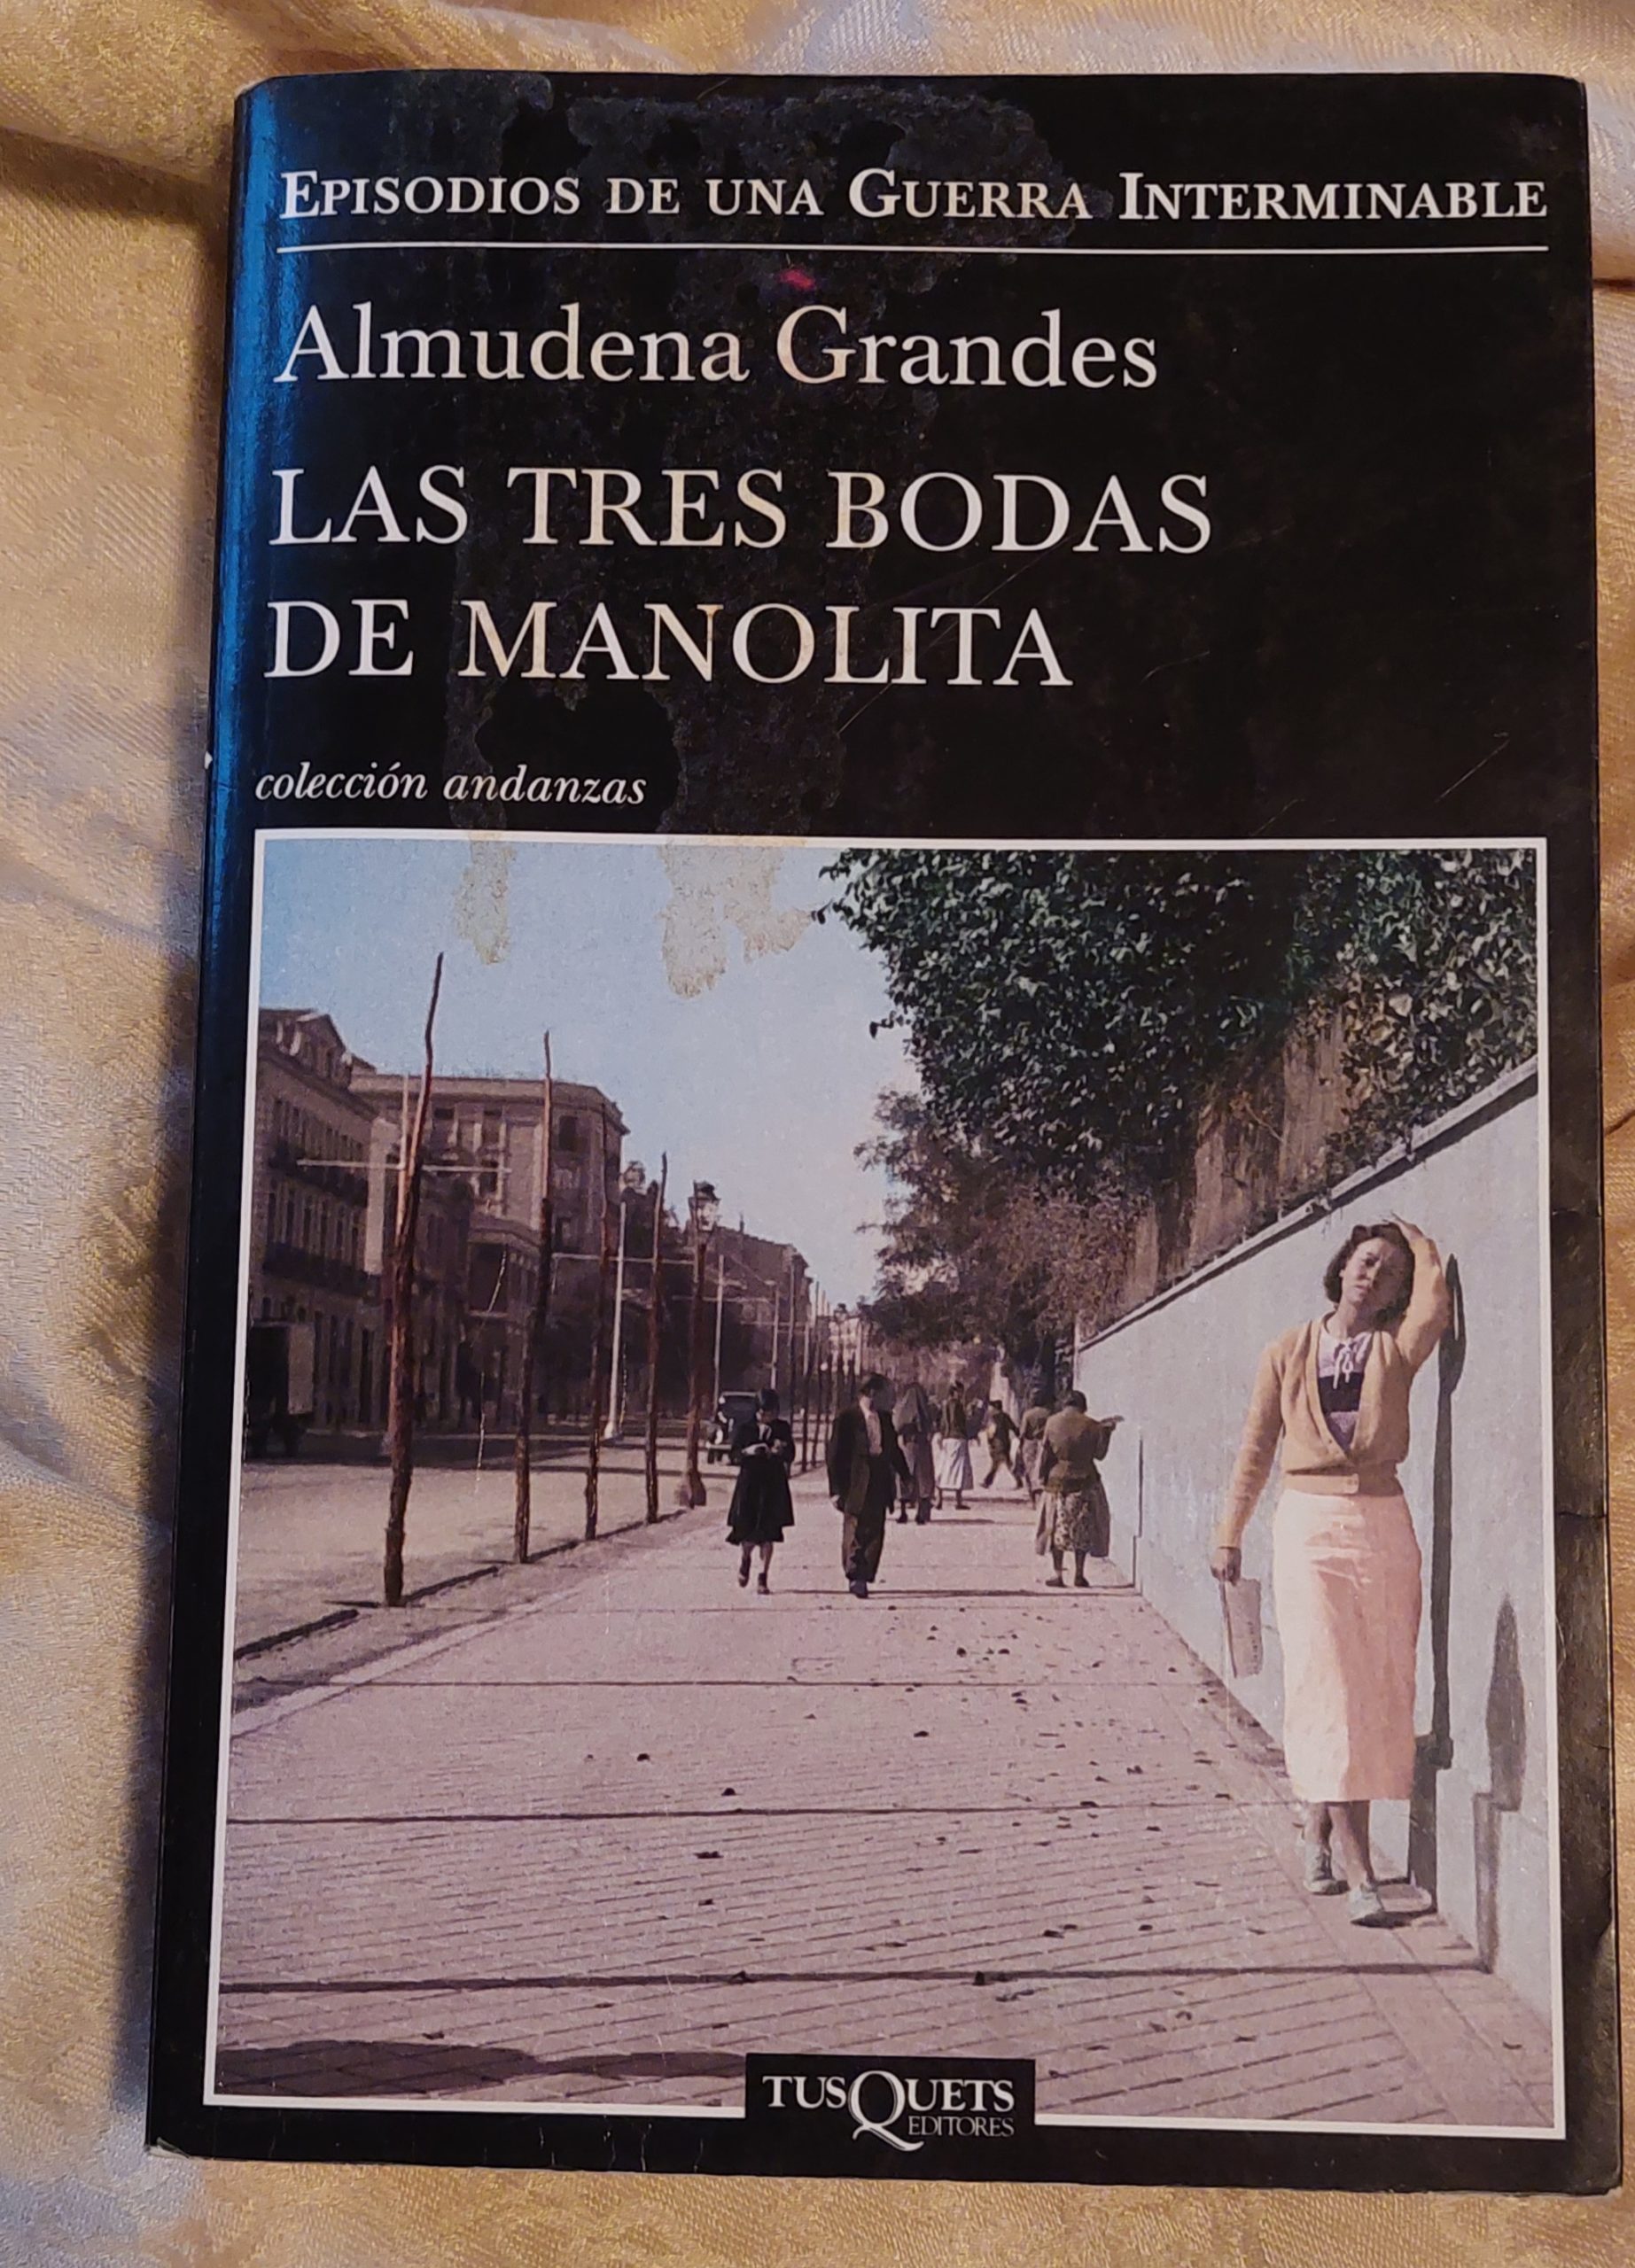 EPISODIOS DE UNA GUERRA INTERMINABLE
Almudena Grandes
LAS TRES BODAS
DE MANOLITA
colección andanzas
TUSQUETS
EDITORES